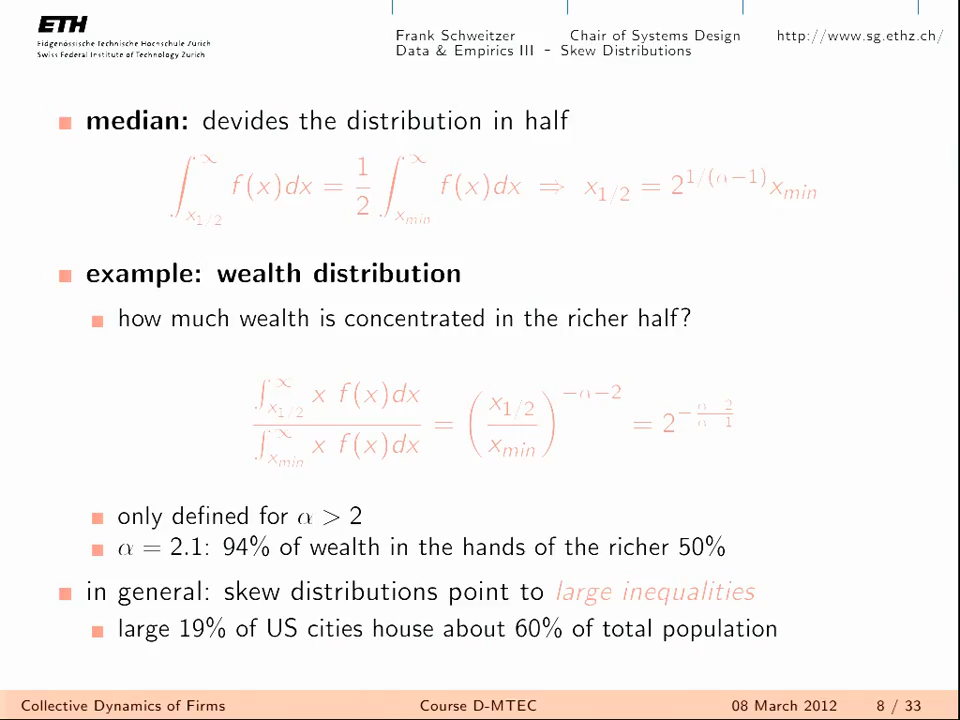 ETH
Eidgenössische Technische Hochschule Zürich
Swiss Federal Institute of Technology Zurich
Frank Schweitzer Chair of Systems Design http://www.sg.ethz.ch/
Data & Empirics III - Skew Distributions
median: devides the distribution in half
∫_{x_{1/2}}^{∞} f(x)dx = 1/2 ∫_{x_{min}}^{∞} f(x)dx ⇒ x_{1/2} = 2^{1/(α−1)} x_{min}
example: wealth distribution
how much wealth is concentrated in the richer half?
∫_{x_{1/2}}^{∞} x f(x)dx / ∫_{x_{min}}^{∞} x f(x)dx = (x_{1/2} / x_{min})^{−α−2} = 2^{−(α−2)/(α−1)}
only defined for α > 2
α = 2.1: 94% of wealth in the hands of the richer 50%
in general: skew distributions point to large inequalities
large 19% of US cities house about 60% of total population
Collective Dynamics of Firms Course D-MTEC 08 March 2012 8 / 33